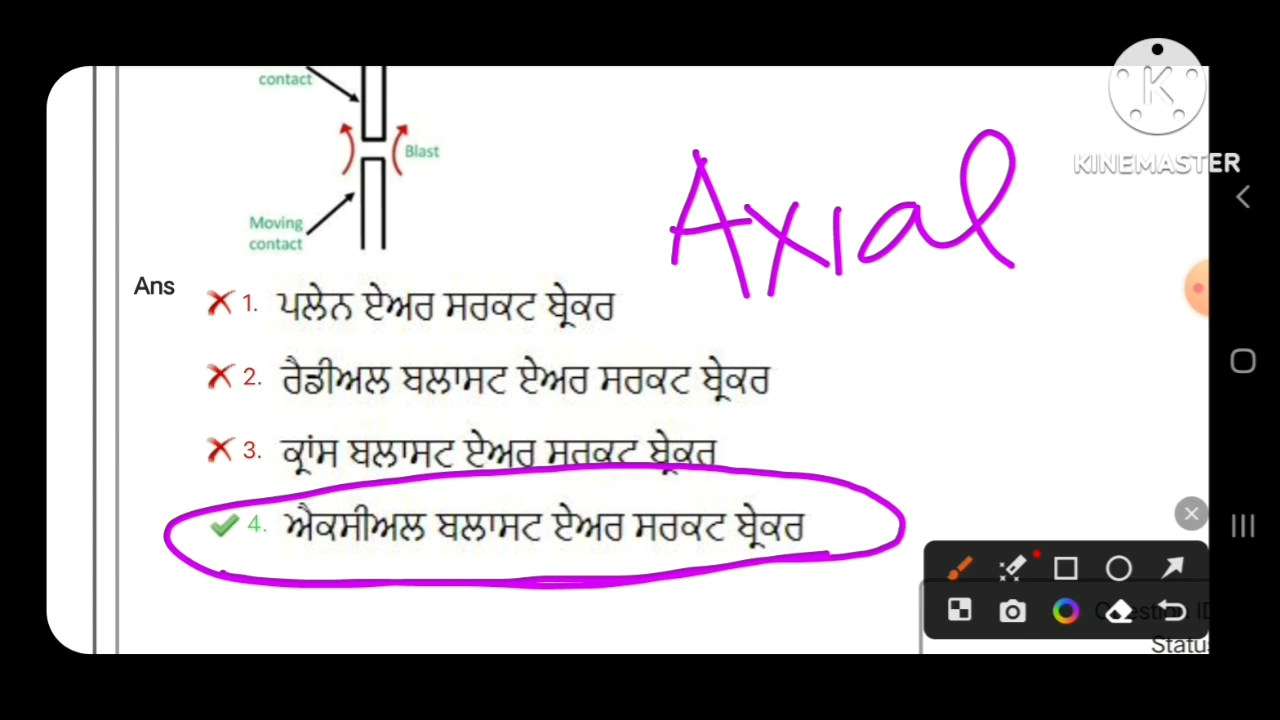 contact
Blast
Moving
contact
Axial
KINEMASTER
Ans
1. ਪਲੇਨ ਏਅਰ ਸਰਕਟ ਬ੍ਰੇਕਰ
2. ਰੈਡੀਅਲ ਬਲਾਸਟ ਏਅਰ ਸਰਕਟ ਬ੍ਰੇਕਰ
3. ਕ੍ਰਾਂਸ ਬਲਾਸਟ ਏਅਰ ਸਰਕਟ ਬ੍ਰੇਕਰ
4. ਐਕਸੀਅਲ ਬਲਾਸਟ ਏਅਰ ਸਰਕਟ ਬ੍ਰੇਕਰ